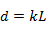 d = kL